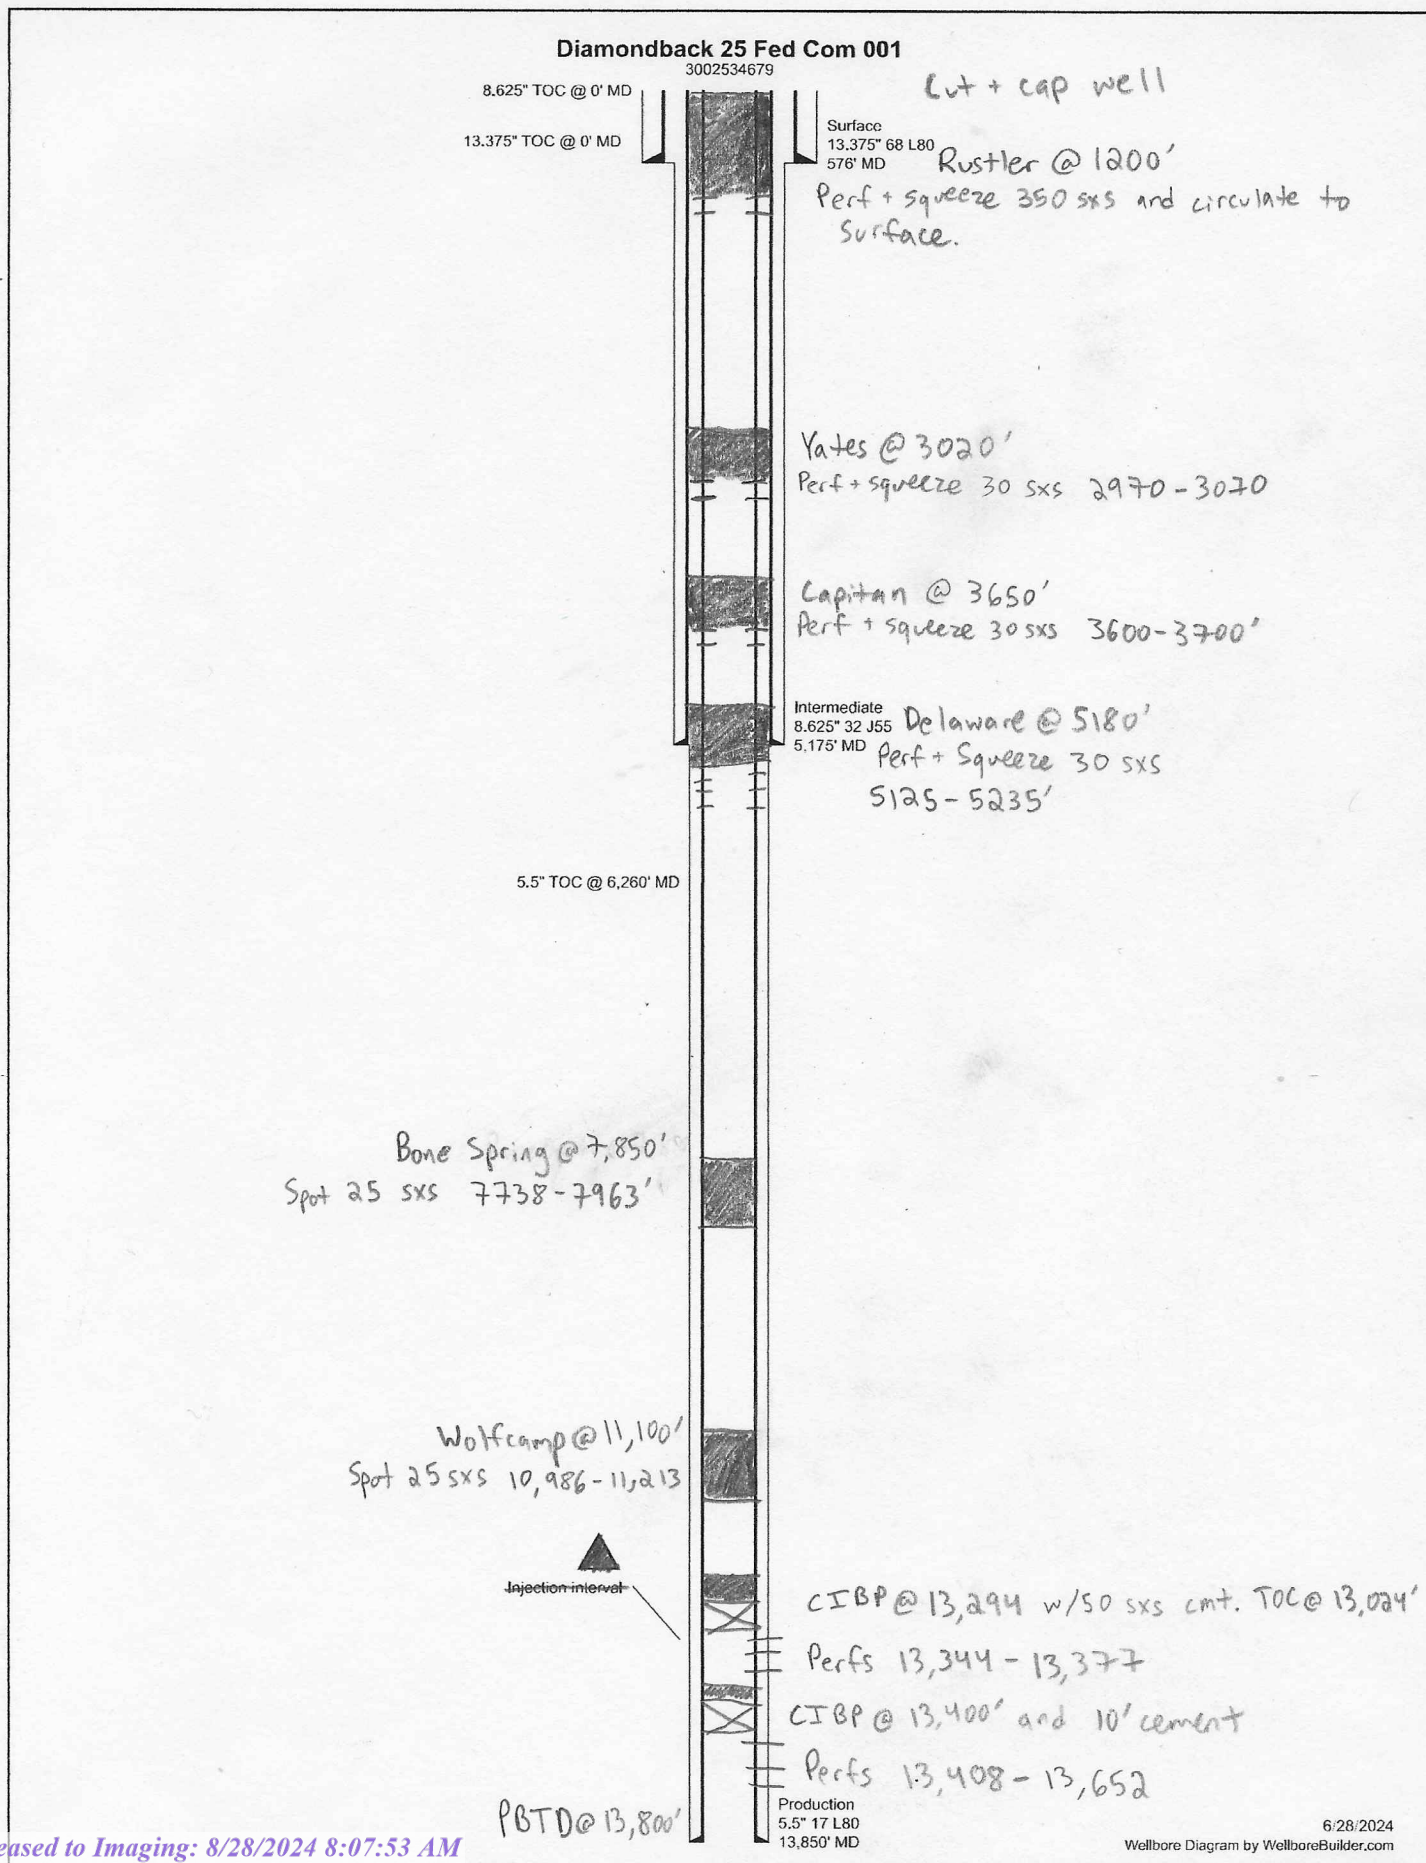 Diamondback 25 Fed Com 001
3002534679
Cut + cap well
8.625" TOC @ 0' MD
13.375" TOC @ 0' MD
Surface
13.375" 68 L80
576' MD
Rustler @ 1200'
Perf + squeeze 350 sxs and circulate to
Surface.
Yates @ 3020'
Perf + squeeze 30 sxs 2970-3070
Capitan @ 3650'
Perf + squeeze 30 sxs 3600-3700'
Intermediate
8.625" 32 J55
5,175' MD
Delaware @ 5180'
Perf + Squeeze 30 sxs
5125-5235'
5.5" TOC @ 6,260' MD
Bone Spring @ 7,850'
Spot 25 sxs 7738-7963'
Wolfcamp @ 11,100'
Spot 25 sxs 10,986-11,213
Injection interval
CIBP @ 13,294 w/50 sxs cmt. TOC @ 13,024'
Perfs 13,344-13,377
CIBP @ 13,400' and 10' cement
Perfs 13,408-13,652
PBTD @ 13,800'
Production
5.5" 17 L80
13,850' MD
6/28/2024
Wellbore Diagram by WellboreBuilder.com
eased to Imaging: 8/28/2024 8:07:53 AM